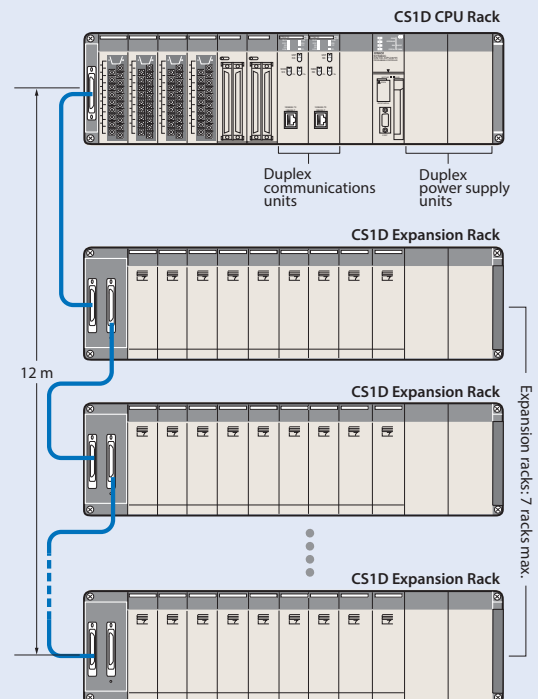 CS1D CPU Rack
Duplex
communications
units
Duplex
power supply
units
CS1D Expansion Rack
12 m
CS1D Expansion Rack
Expansion racks: 7 racks max.
CS1D Expansion Rack